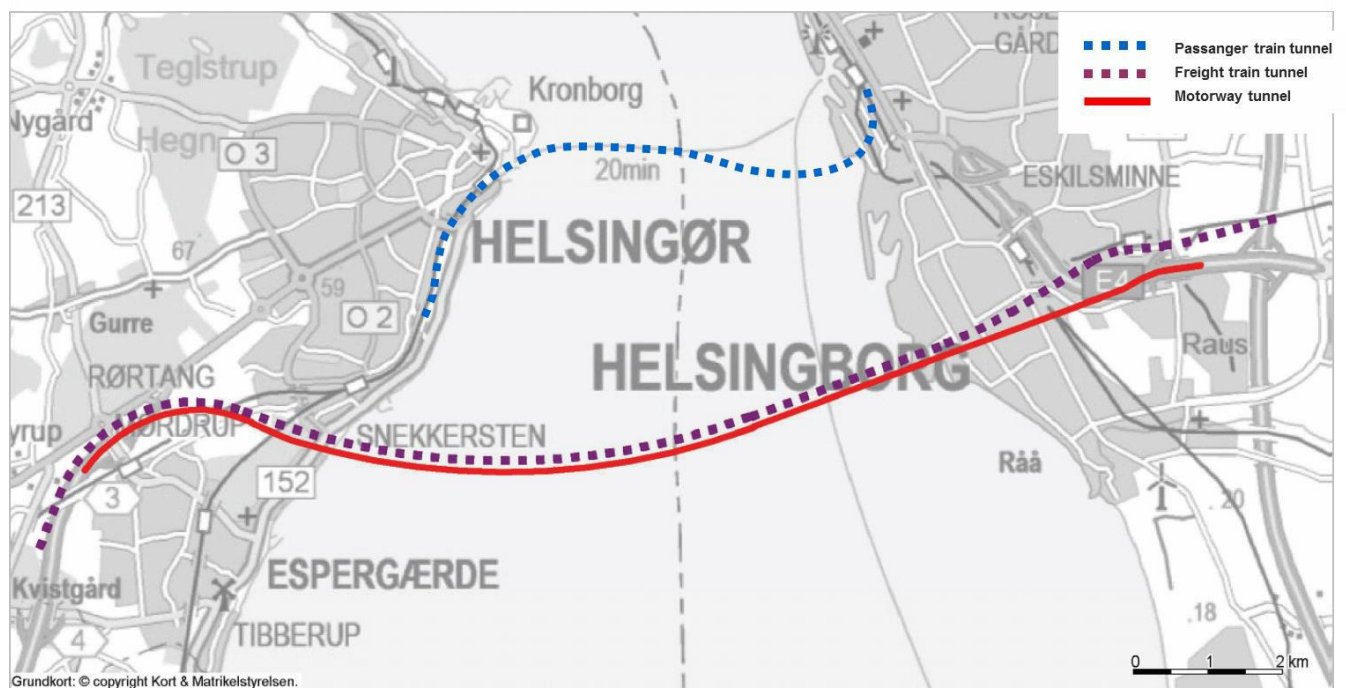 Passanger train tunnel
Freight train tunnel
Motorway tunnel
Teglstrup
Hegn
Nygård
O 3
213
Kronborg
20min
ESKILSMINNE
HELSINGØR
67
59
O 2
Gurre
E4
Raus
HELSINGBORG
RØRTANG
MØRDRUP
SNEKKERSTEN
3
152
Råå
20
Kvistgård
ESPERGÆRDE
TIBBERUP
4
18
0 1 2 km
Grundkort: © copyright Kort & Matrikelstyrelsen.